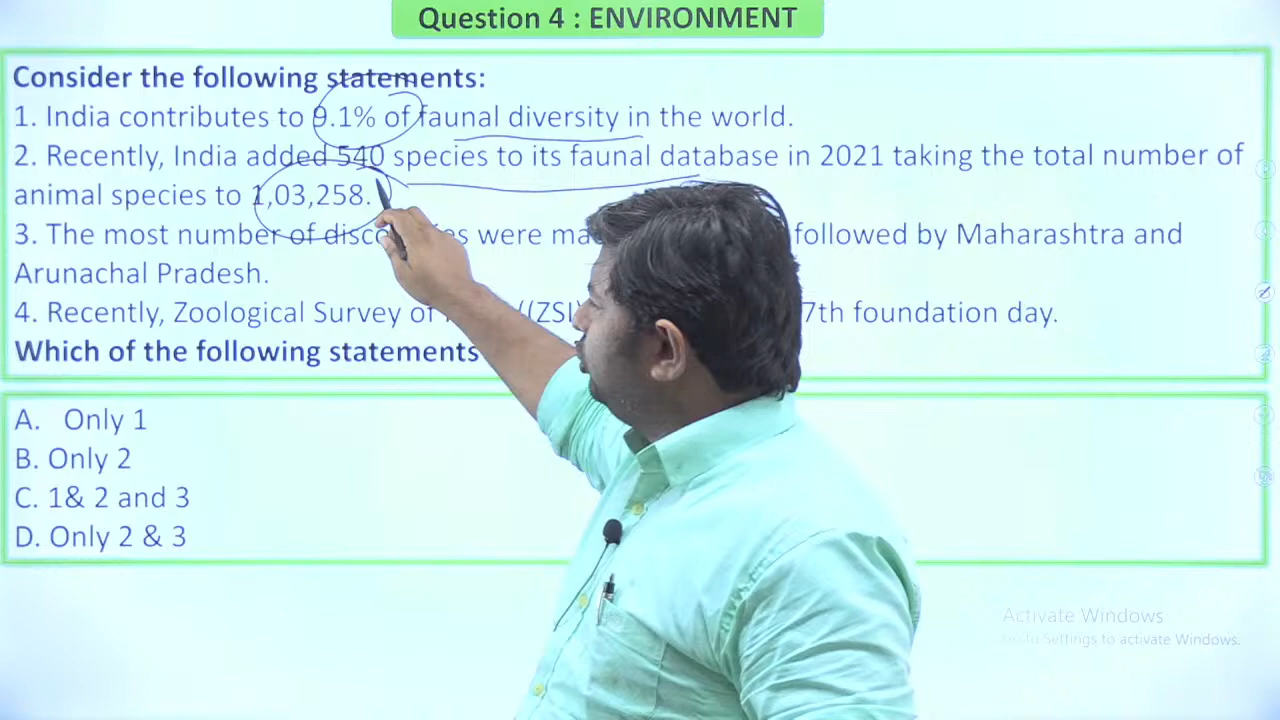 Question 4 : ENVIRONMENT
Consider the following statements:
1. India contributes to 9.1% of faunal diversity in the world.
2. Recently, India added 540 species to its faunal database in 2021 taking the total number of
animal species to 1,03,258.
3. The most number of were followed by Maharashtra and
Arunachal Pradesh.
4. Recently, Zoological Survey of ((ZSI) 7th foundation day.
Which of the following statements
A. Only 1
B. Only 2
C. 1& 2 and 3
D. Only 2 & 3
Activate Windows
Settings to activate Windows.